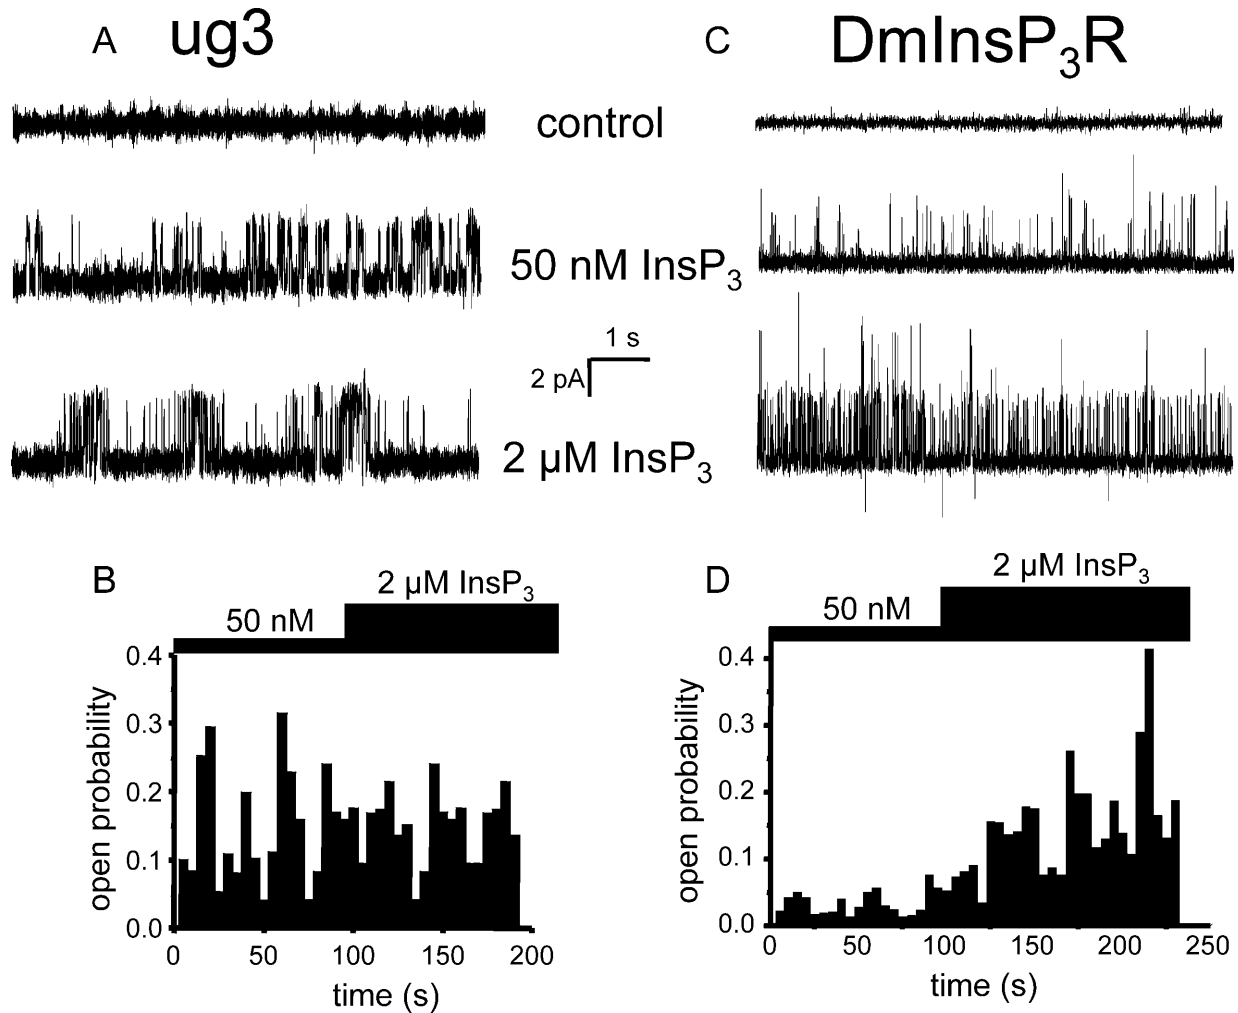 A ug3
C DmInsP₃R
control
50 nM InsP₃
1 s
2 pA
2 µM InsP₃
B
2 µM InsP₃
50 nM
0.4
0.3
0.2
0.1
0.0
open probability
0 50 100 150 200
time (s)
D
2 µM InsP₃
50 nM
0.4
0.3
0.2
0.1
0.0
open probability
0 50 100 150 200 250
time (s)